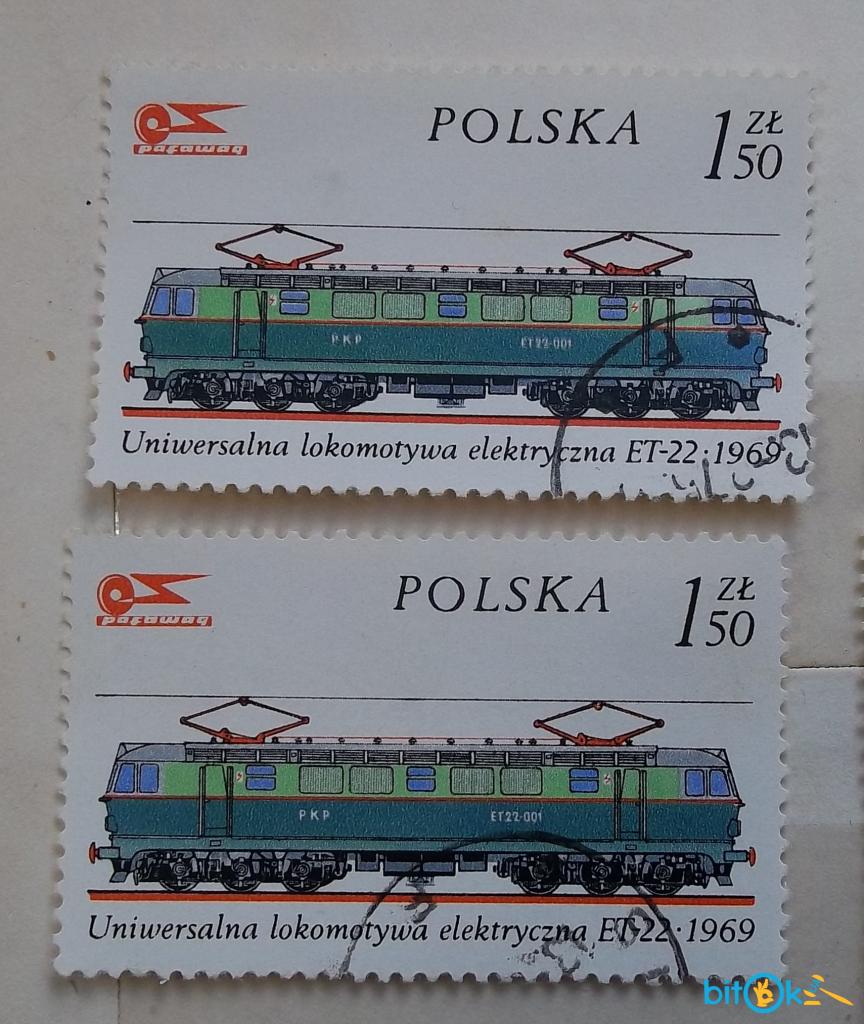 pafawag
POLSKA
1 50 ZŁ
PKP ET22-001
Uniwersalna lokomotywa elektryczna ET-22·1969
pafawag
POLSKA
1 50 ZŁ
PKP ET22-001
Uniwersalna lokomotywa elektryczna ET-22·1969
bitok